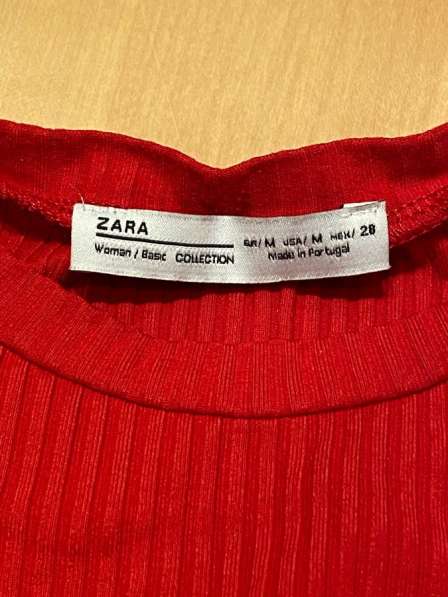 ZARA
Woman / Basic COLLECTION
EUR/ M USA/ M MEX/ 28
Made in Portugal